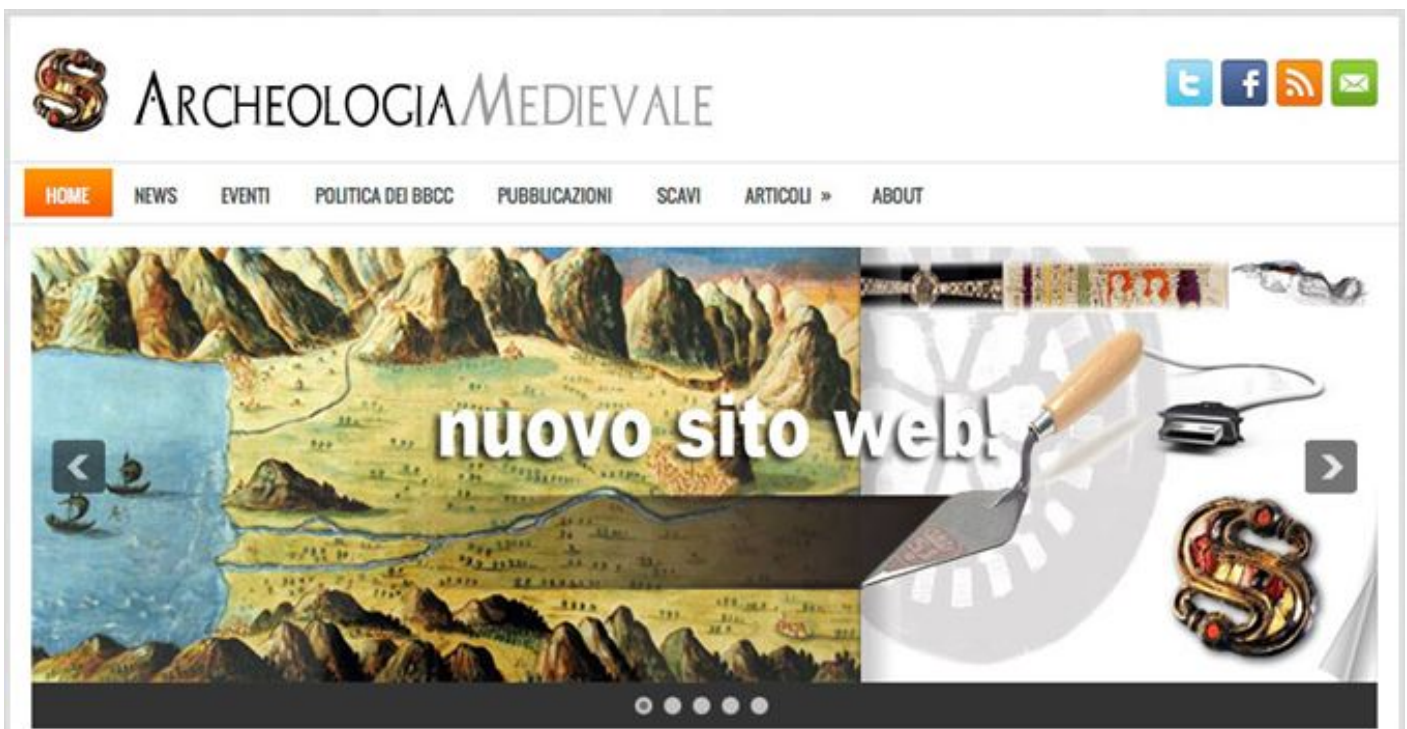 ARCHEOLOGIAMEDIEVALE
HOME NEWS EVENTI POLITICA DEI BBCC PUBBLICAZIONI SCAVI ARTICOLI » ABOUT
nuovo sito web!